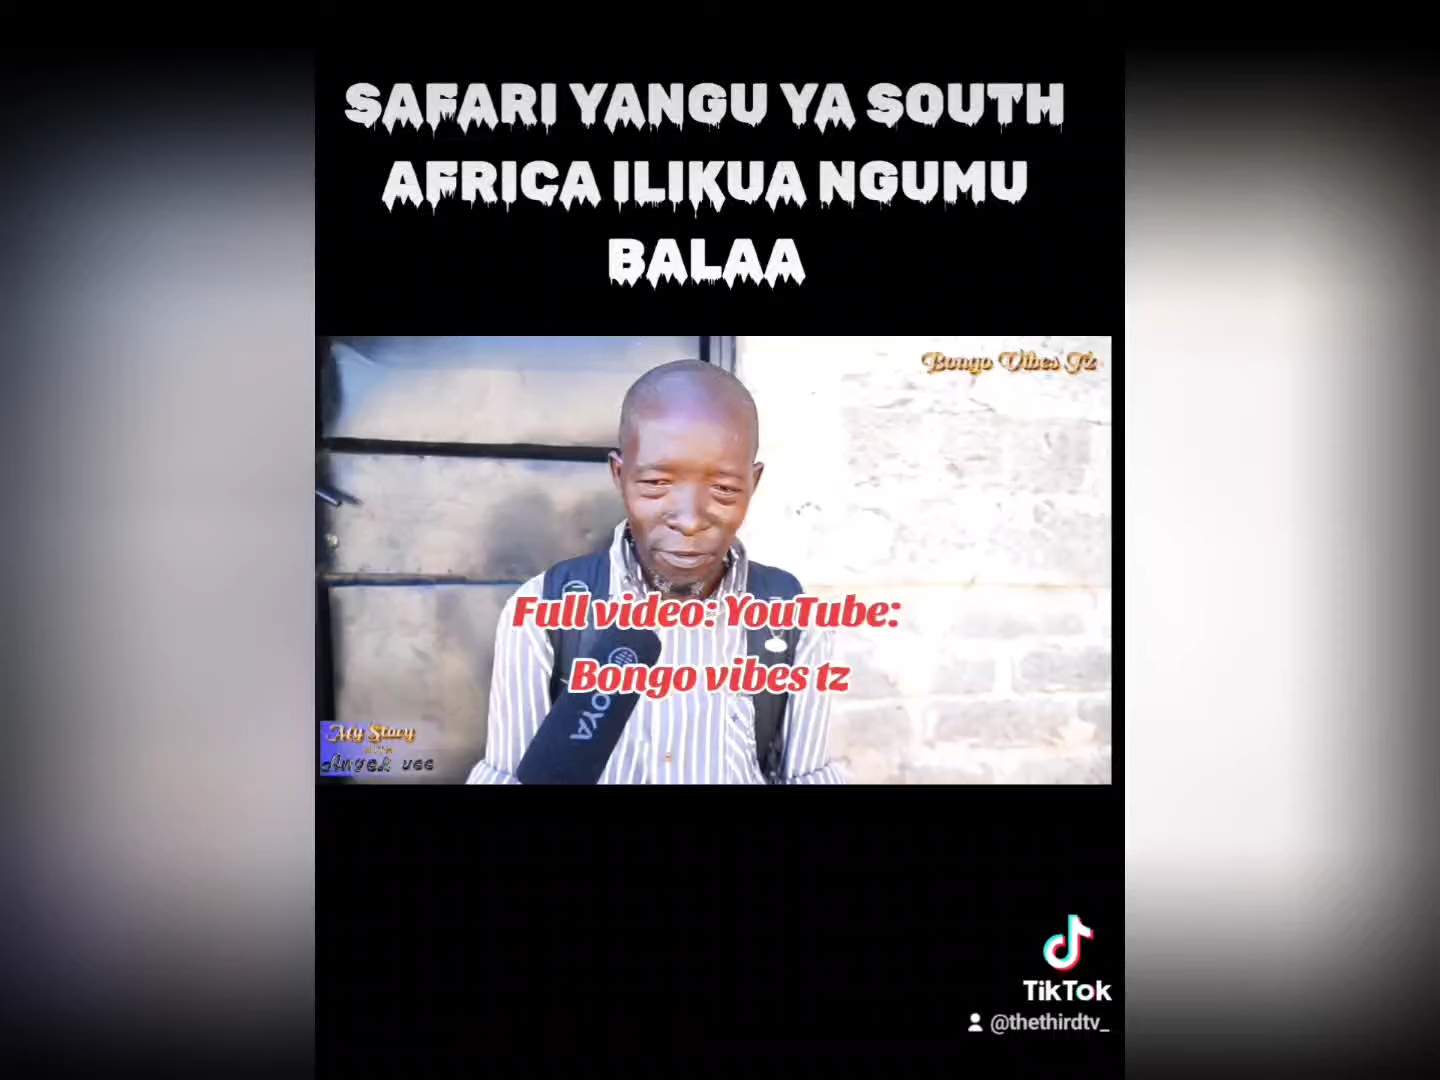 SAFARI YANGU YA SOUTH
AFRICA ILIKUA NGUMU
BALAA
Bongo Vibes Tz
Full video: YouTube:
Bongo vibes tz
My Story
TikTok
@thethirdtv_